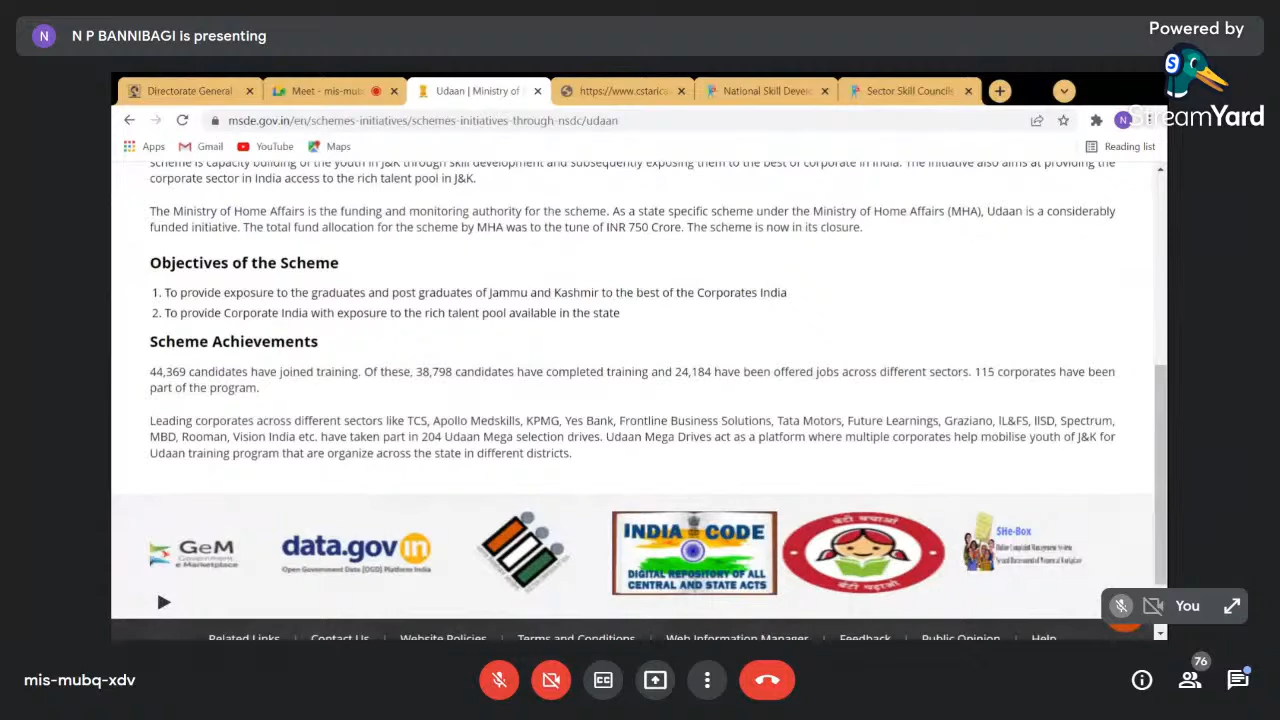 N
N P BANNIBAGI is presenting
Powered by
S
StreamYard
Directorate General
Meet - mis-mub
Udaan | Ministry of
https://www.cstarica
National Skill Devel
Sector Skill Councils
msde.gov.in/en/schemes-initiatives/schemes-initiatives-through-nsdc/udaan
N
Apps
Gmail
YouTube
Maps
Reading list
scheme is capacity building of the youth in J&K through skill development and subsequently exposing them to the best of corporate in India. The initiative also aims at providing the
corporate sector in India access to the rich talent pool in J&K.
The Ministry of Home Affairs is the funding and monitoring authority for the scheme. As a state specific scheme under the Ministry of Home Affairs (MHA), Udaan is a considerably
funded initiative. The total fund allocation for the scheme by MHA was to the tune of INR 750 Crore. The scheme is now in its closure.
Objectives of the Scheme
1. To provide exposure to the graduates and post graduates of Jammu and Kashmir to the best of the Corporates India
2. To provide Corporate India with exposure to the rich talent pool available in the state
Scheme Achievements
44,369 candidates have joined training. Of these, 38,798 candidates have completed training and 24,184 have been offered jobs across different sectors. 115 corporates have been
part of the program.
Leading corporates across different sectors like TCS, Apollo Medskills, KPMG, Yes Bank, Frontline Business Solutions, Tata Motors, Future Learnings, Graziano, IL&FS, IISD, Spectrum,
MBD, Rooman, Vision India etc. have taken part in 204 Udaan Mega selection drives. Udaan Mega Drives act as a platform where multiple corporates help mobilise youth of J&K for
Udaan training program that are organize across the state in different districts.
GeM
Government
e Marketplace
data.gov in
Open Government Data (OGD) Platform India
INDIA CODE
DIGITAL REPOSITORY OF ALL
CENTRAL AND STATE ACTS
बेटी बचाओ
बेटी पढ़ाओ
SHe-Box
Online Complaint Management System
You
Related Links
Contact Us
Website Policies
Terms and Conditions
Web Information Manager
Feedback
Public Opinion
Help
mis-mubq-xdv
CC
76